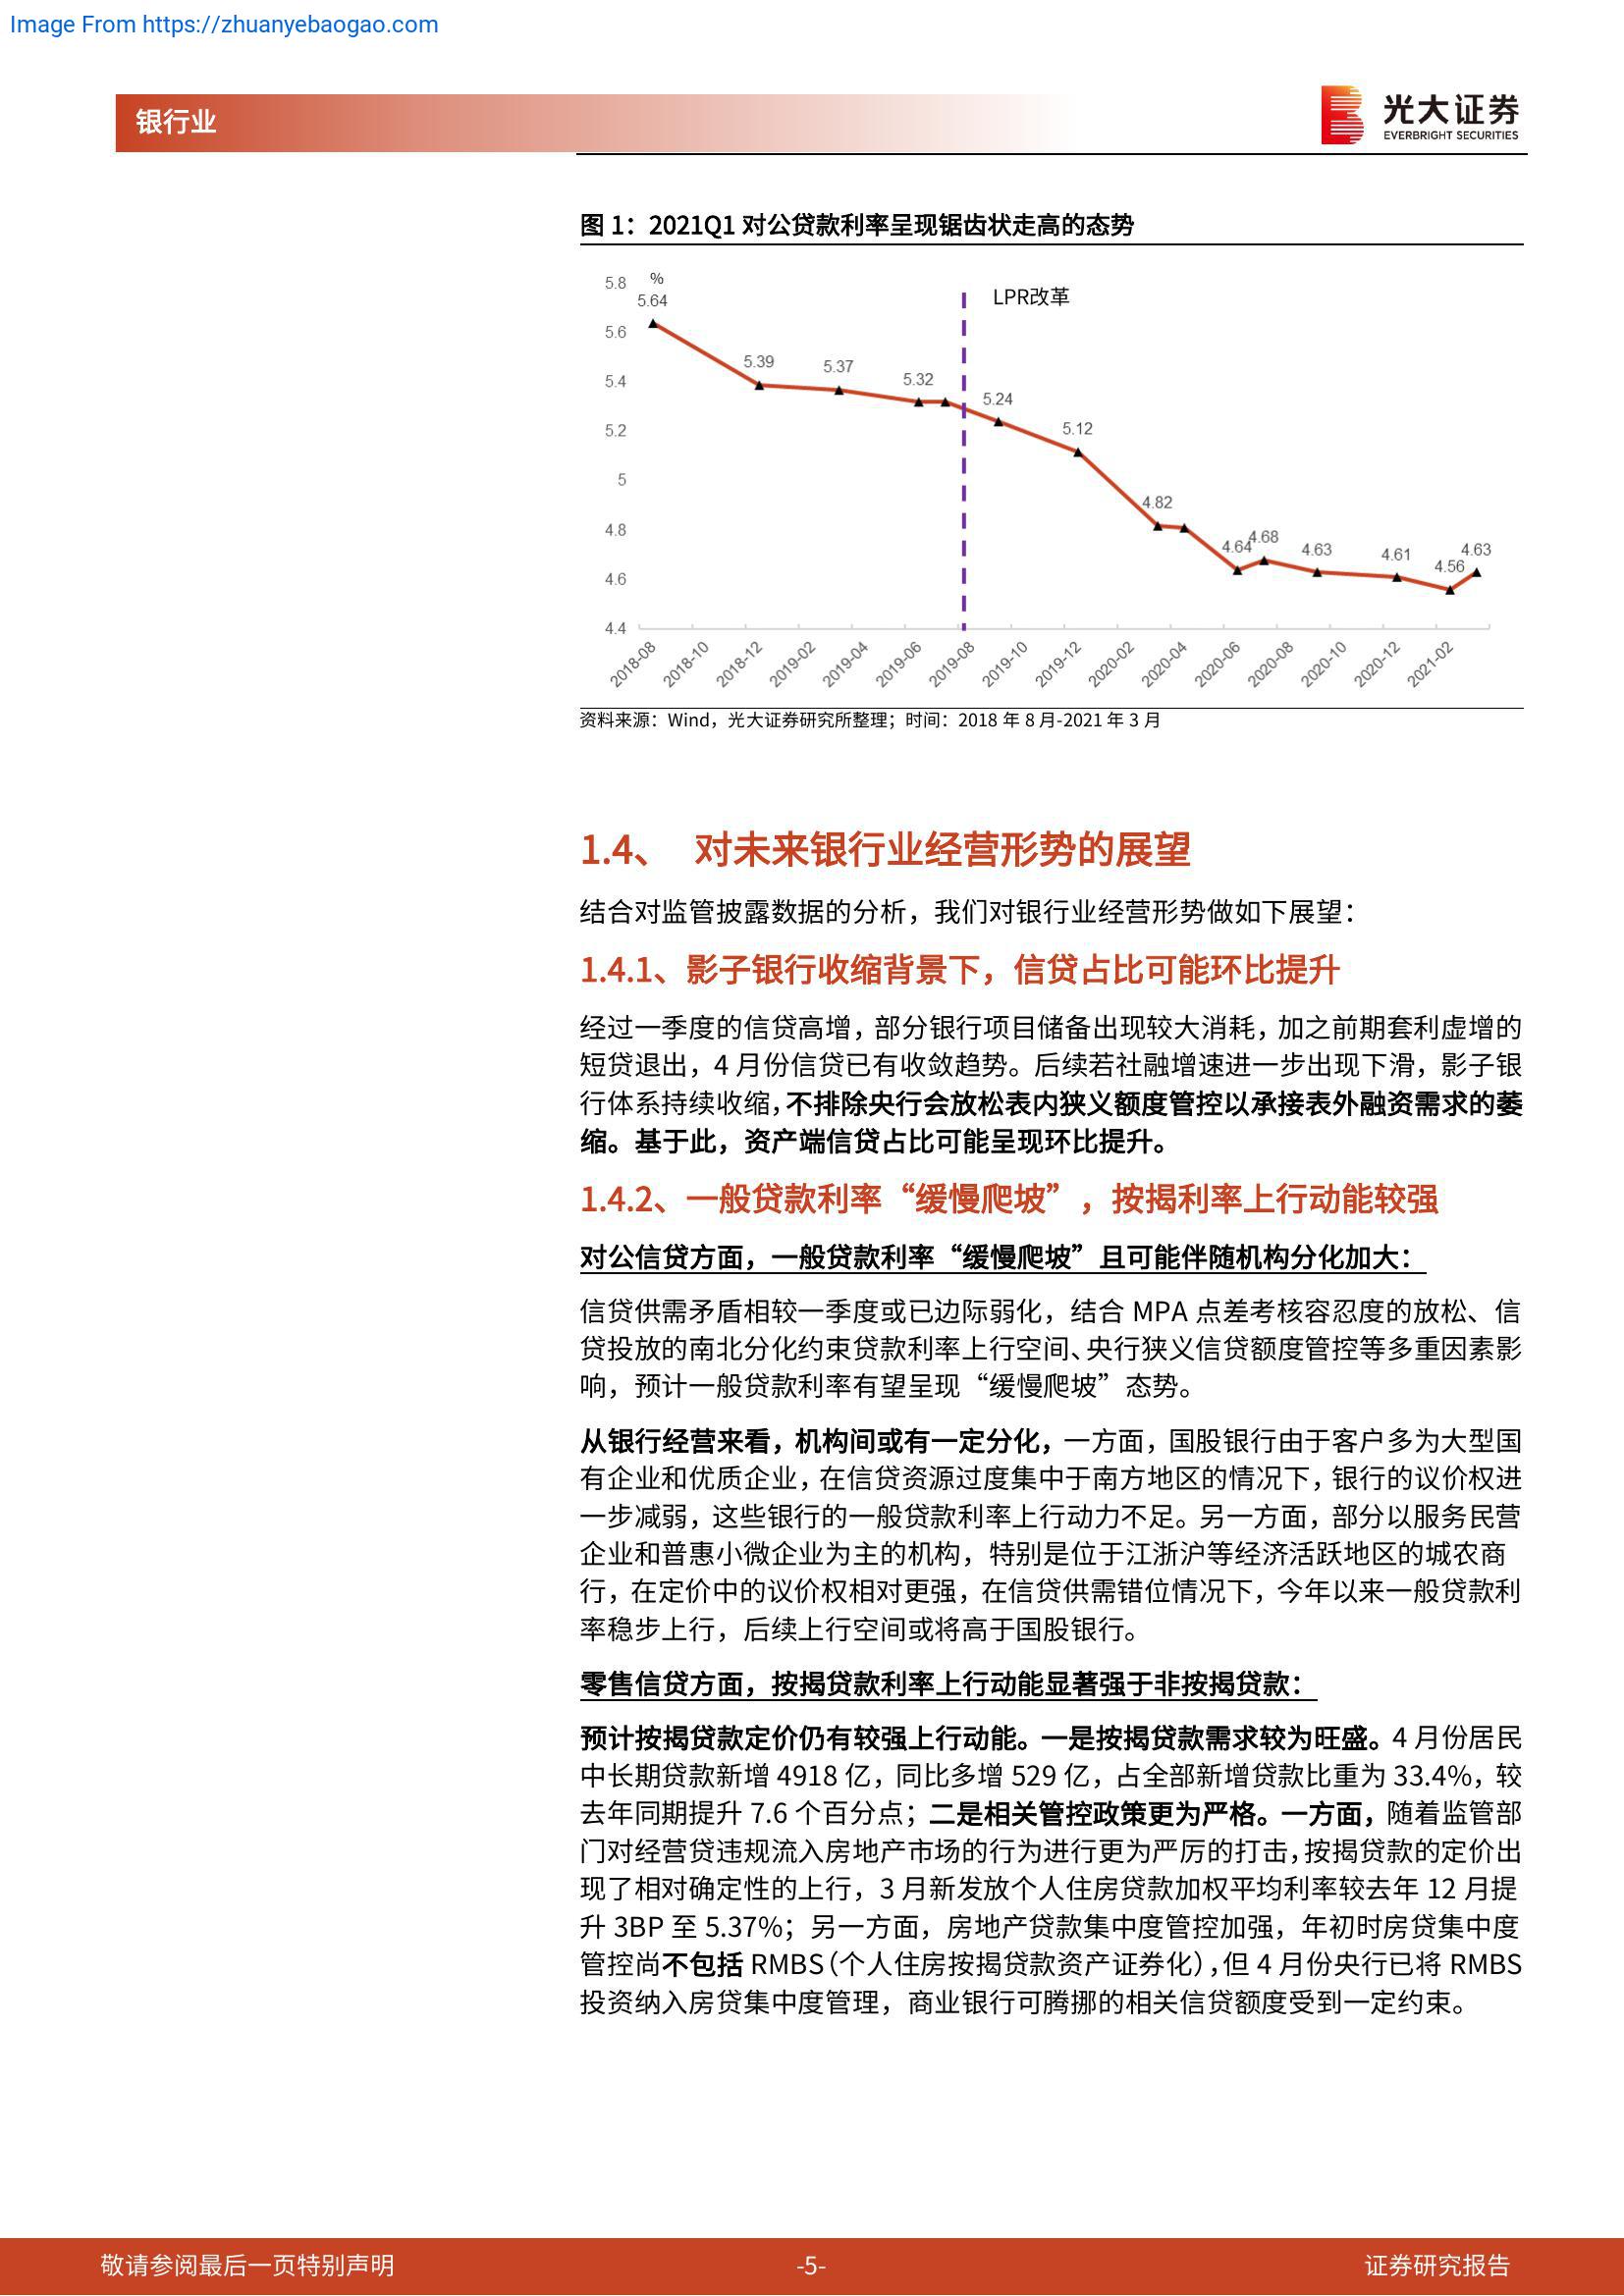 Image From https://zhuanyebaogao.com
银行业
光大证券
EVERBRIGHT SECURITIES
图 1：2021Q1 对公贷款利率呈现锯齿状走高的态势
%
5.8
5.6
5.4
5.2
5
4.8
4.6
4.4
5.64
5.39
5.37
5.32
5.24
5.12
4.82
4.64
4.68
4.63
4.61
4.56
4.63
LPR改革
2018-08
2018-10
2018-12
2019-02
2019-04
2019-06
2019-08
2019-10
2019-12
2020-02
2020-04
2020-06
2020-08
2020-10
2020-12
2021-02
资料来源：Wind，光大证券研究所整理；时间：2018 年 8 月-2021 年 3 月
1.4、 对未来银行业经营形势的展望
结合对监管披露数据的分析，我们对银行业经营形势做如下展望：
1.4.1、影子银行收缩背景下，信贷占比可能环比提升
经过一季度的信贷高增，部分银行项目储备出现较大消耗，加之前期套利虚增的
短贷退出，4 月份信贷已有收敛趋势。后续若社融增速进一步出现下滑，影子银
行体系持续收缩，不排除央行会放松表内狭义额度管控以承接表外融资需求的萎
缩。基于此，资产端信贷占比可能呈现环比提升。
1.4.2、一般贷款利率“缓慢爬坡”，按揭利率上行动能较强
对公信贷方面，一般贷款利率“缓慢爬坡”且可能伴随机构分化加大：
信贷供需矛盾相较一季度或已边际弱化，结合 MPA 点差考核容忍度的放松、信
贷投放的南北分化约束贷款利率上行空间、央行狭义信贷额度管控等多重因素影
响，预计一般贷款利率有望呈现“缓慢爬坡”态势。
从银行经营来看，机构间或有一定分化，一方面，国股银行由于客户多为大型国
有企业和优质企业，在信贷资源过度集中于南方地区的情况下，银行的议价权进
一步减弱，这些银行的一般贷款利率上行动力不足。另一方面，部分以服务民营
企业和普惠小微企业为主的机构，特别是位于江浙沪等经济活跃地区的城农商
行，在定价中的议价权相对更强，在信贷供需错位情况下，今年以来一般贷款利
率稳步上行，后续上行空间或将高于国股银行。
零售信贷方面，按揭贷款利率上行动能显著强于非按揭贷款：
预计按揭贷款定价仍有较强上行动能。一是按揭贷款需求较为旺盛。4 月份居民
中长期贷款新增 4918 亿，同比多增 529 亿，占全部新增贷款比重为 33.4%，较
去年同期提升 7.6 个百分点；二是相关管控政策更为严格。一方面，随着监管部
门对经营贷违规流入房地产市场的行为进行更为严厉的打击，按揭贷款的定价出
现了相对确定性的上行，3 月新发放个人住房贷款加权平均利率较去年 12 月提
升 3BP 至 5.37%；另一方面，房地产贷款集中度管控加强，年初时房贷集中度
管控尚不包括 RMBS（个人住房按揭贷款资产证券化），但 4 月份央行已将 RMBS
投资纳入房贷集中度管理，商业银行可腾挪的相关信贷额度受到一定约束。
敬请参阅最后一页特别声明
-5-
证券研究报告